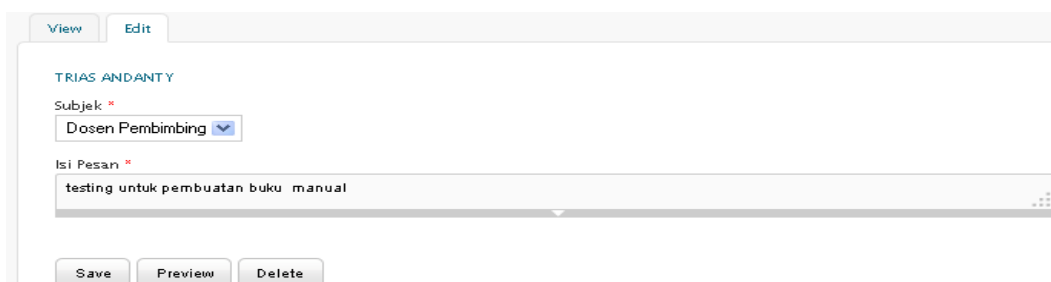 View Edit
TRIAS ANDANTY
Subjek *
Dosen Pembimbing
Isi Pesan *
testing untuk pembuatan buku manual
Save Preview Delete